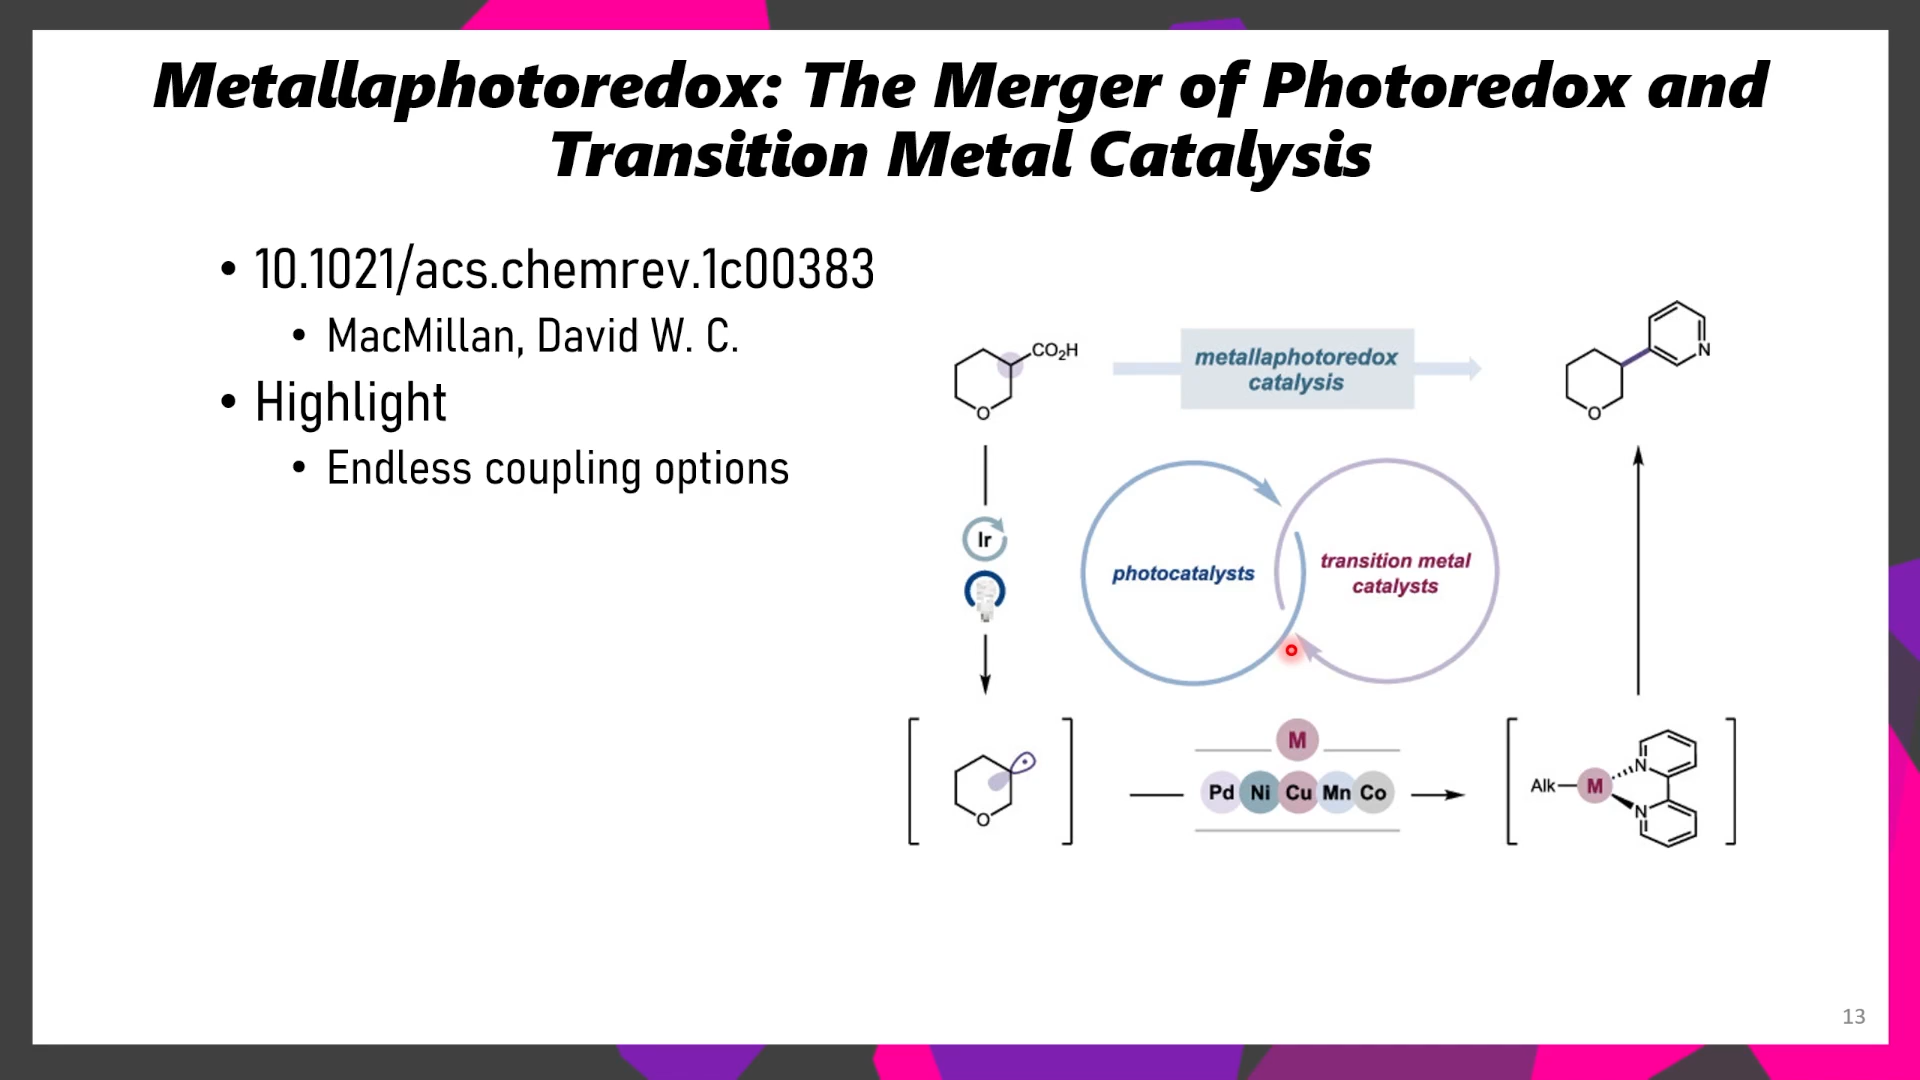 Metallaphotoredox: The Merger of Photoredox and
Transition Metal Catalysis
• 10.1021/acs.chemrev.1c00383
• MacMillan, David W. C.
• Highlight
• Endless coupling options
CO₂H
O
metallaphotoredox
catalysis
N
O
Ir
photocatalysts
transition metal
catalysts
O
M
Pd Ni Cu Mn Co
Alk M
N
N
13